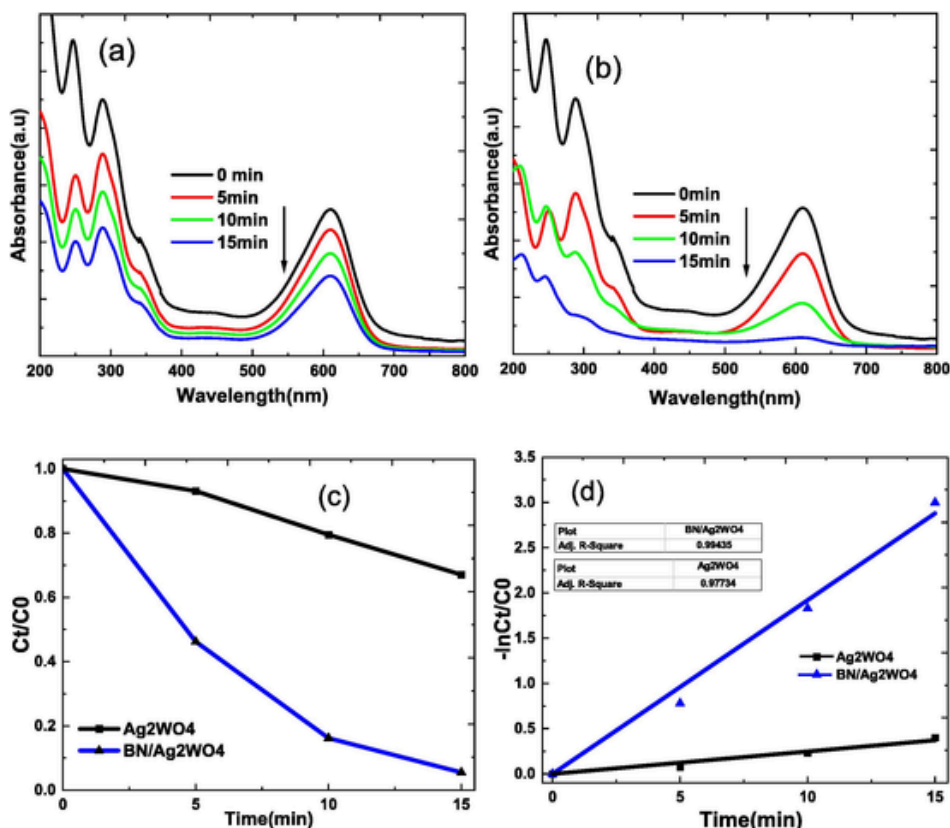 (a)
Absorbance(a.u)
0 min
5min
10min
15min
200 300 400 500 600 700 800
Wavelength(nm)
(b)
Absorbance(a.u)
0min
5min
10min
15min
200 300 400 500 600 700 800
Wavelength(nm)
(c)
Ct/C0
1.0
0.8
0.6
0.4
0.2
0.0
Ag2WO4
BN/Ag2WO4
0 5 10 15
Time(min)
(d)
-lnCt/C0
3.5
3.0
2.5
2.0
1.5
1.0
0.5
0.0
Plot BN/Ag2WO4
Adj. R-Square 0.99435
Plot Ag2WO4
Adj. R-Square 0.97734
Ag2WO4
BN/Ag2WO4
0 5 10 15
Time(min)